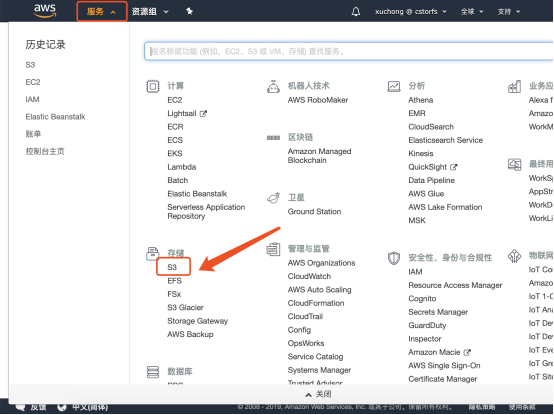 aws
服务
资源组
xuchong @ cstorfs
全球
支持
历史记录
S3
EC2
IAM
Elastic Beanstalk
账单
控制台主页
按名称或功能 (例如，EC2、S3 或 VM、存储) 查找服务。
计算
EC2
Lightsail
ECR
ECS
EKS
Lambda
Batch
Elastic Beanstalk
Serverless Application
Repository
存储
S3
EFS
FSx
S3 Glacier
Storage Gateway
AWS Backup
数据库
机器人技术
AWS RoboMaker
区块链
Amazon Managed
Blockchain
卫星
Ground Station
管理与监管
AWS Organizations
CloudWatch
AWS Auto Scaling
CloudFormation
CloudTrail
Config
OpsWorks
Service Catalog
Systems Manager
Trusted Advisor
分析
Athena
EMR
CloudSearch
Elasticsearch Service
Kinesis
QuickSight
Data Pipeline
AWS Glue
AWS Lake Formation
MSK
安全性、身份与合规性
IAM
Resource Access Manager
Cognito
Secrets Manager
GuardDuty
Inspector
Amazon Macie
AWS Single Sign-On
Certificate Manager
业务应
Alexa f
Amazo
WorkM
最终用
WorkSp
AppStr
WorkD
WorkLi
物联网
IoT Co
Amazo
IoT 1-C
IoT An
IoT De
IoT De
IoT Eve
IoT Gre
IoT Site
关闭
反馈
中文(简体)
© 2008 - 2019, Amazon Web Services, Inc. 或其子公司。保留所有权利。
隐私策略
使用条款